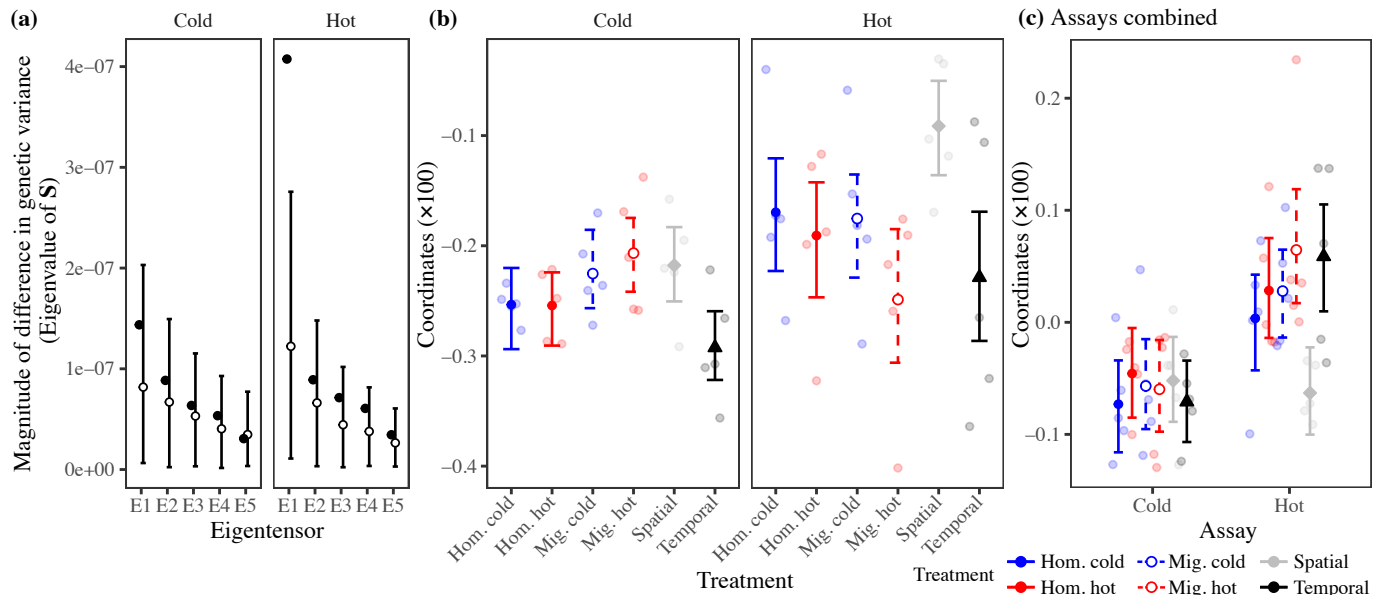 (a)
Cold
Hot
Magnitude of difference in genetic variance
(Eigenvalue of S)
4e−07
3e−07
2e−07
1e−07
0e+00
E1 E2 E3 E4 E5
E1 E2 E3 E4 E5
Eigentensor
(b)
Cold
Hot
Coordinates (×100)
−0.1
−0.2
−0.3
−0.4
Hom. cold
Hom. hot
Mig. cold
Mig. hot
Spatial
Temporal
Hom. cold
Hom. hot
Mig. cold
Mig. hot
Spatial
Temporal
Treatment
Treatment
(c) Assays combined
Coordinates (×100)
0.2
0.1
0.0
−0.1
Cold
Hot
Assay
Hom. cold Mig. cold Spatial
Hom. hot Mig. hot Temporal